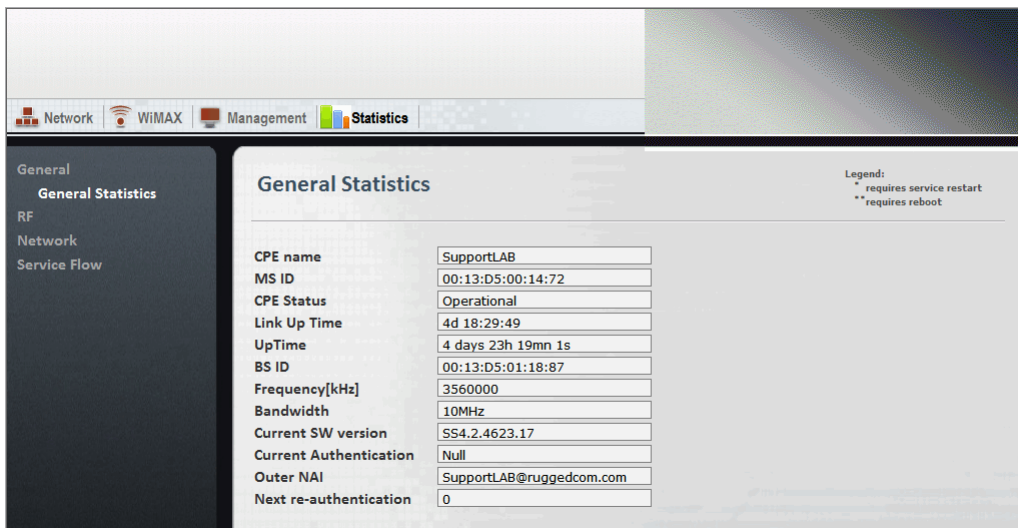 Network WiMAX Management Statistics
General
General Statistics
RF
Network
Service Flow
General Statistics
Legend:
* requires service restart
**requires reboot
CPE name SupportLAB
MS ID 00:13:D5:00:14:72
CPE Status Operational
Link Up Time 4d 18:29:49
UpTime 4 days 23h 19mn 1s
BS ID 00:13:D5:01:18:87
Frequency[kHz] 3560000
Bandwidth 10MHz
Current SW version SS4.2.4623.17
Current Authentication Null
Outer NAI SupportLAB@ruggedcom.com
Next re-authentication 0